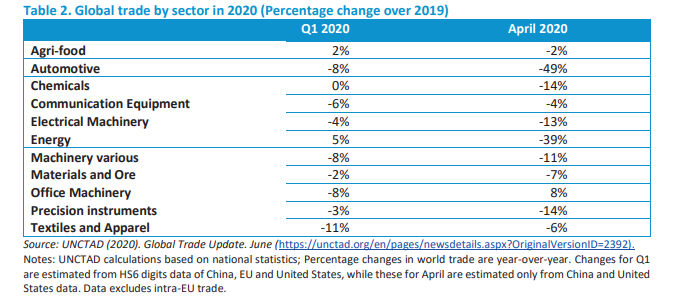 Table 2. Global trade by sector in 2020 (Percentage change over 2019)
Q1 2020 April 2020
Agri-food 2% -2%
Automotive -8% -49%
Chemicals 0% -14%
Communication Equipment -6% -4%
Electrical Machinery -4% -13%
Energy 5% -39%
Machinery various -8% -11%
Materials and Ore -2% -7%
Office Machinery -8% 8%
Precision instruments -3% -14%
Textiles and Apparel -11% -6%
Source: UNCTAD (2020). Global Trade Update. June (https://unctad.org/en/pages/newsdetails.aspx?OriginalVersionID=2392).
Notes: UNCTAD calculations based on national statistics; Percentage changes in world trade are year-over-year. Changes for Q1
are estimated from HS6 digits data of China, EU and United States, while these for April are estimated only from China and United
States data. Data excludes intra-EU trade.